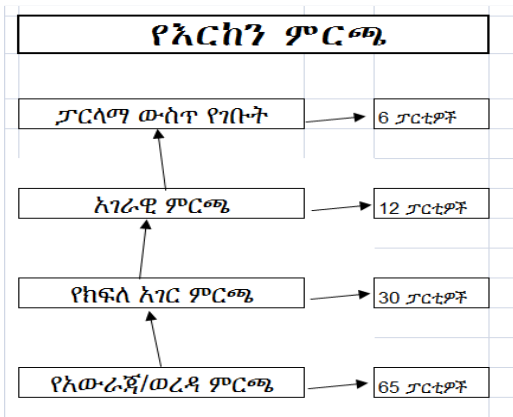 የእርከን ምርጫ
ፓርላማ ውስጥ የገቡት
6 ፓርቲዎች
አገራዊ ምርጫ
12 ፓርቲዎች
የክፍለ አገር ምርጫ
30 ፓርቲዎች
የአውራጃ/ወረዳ ምርጫ
65 ፓርቲዎች